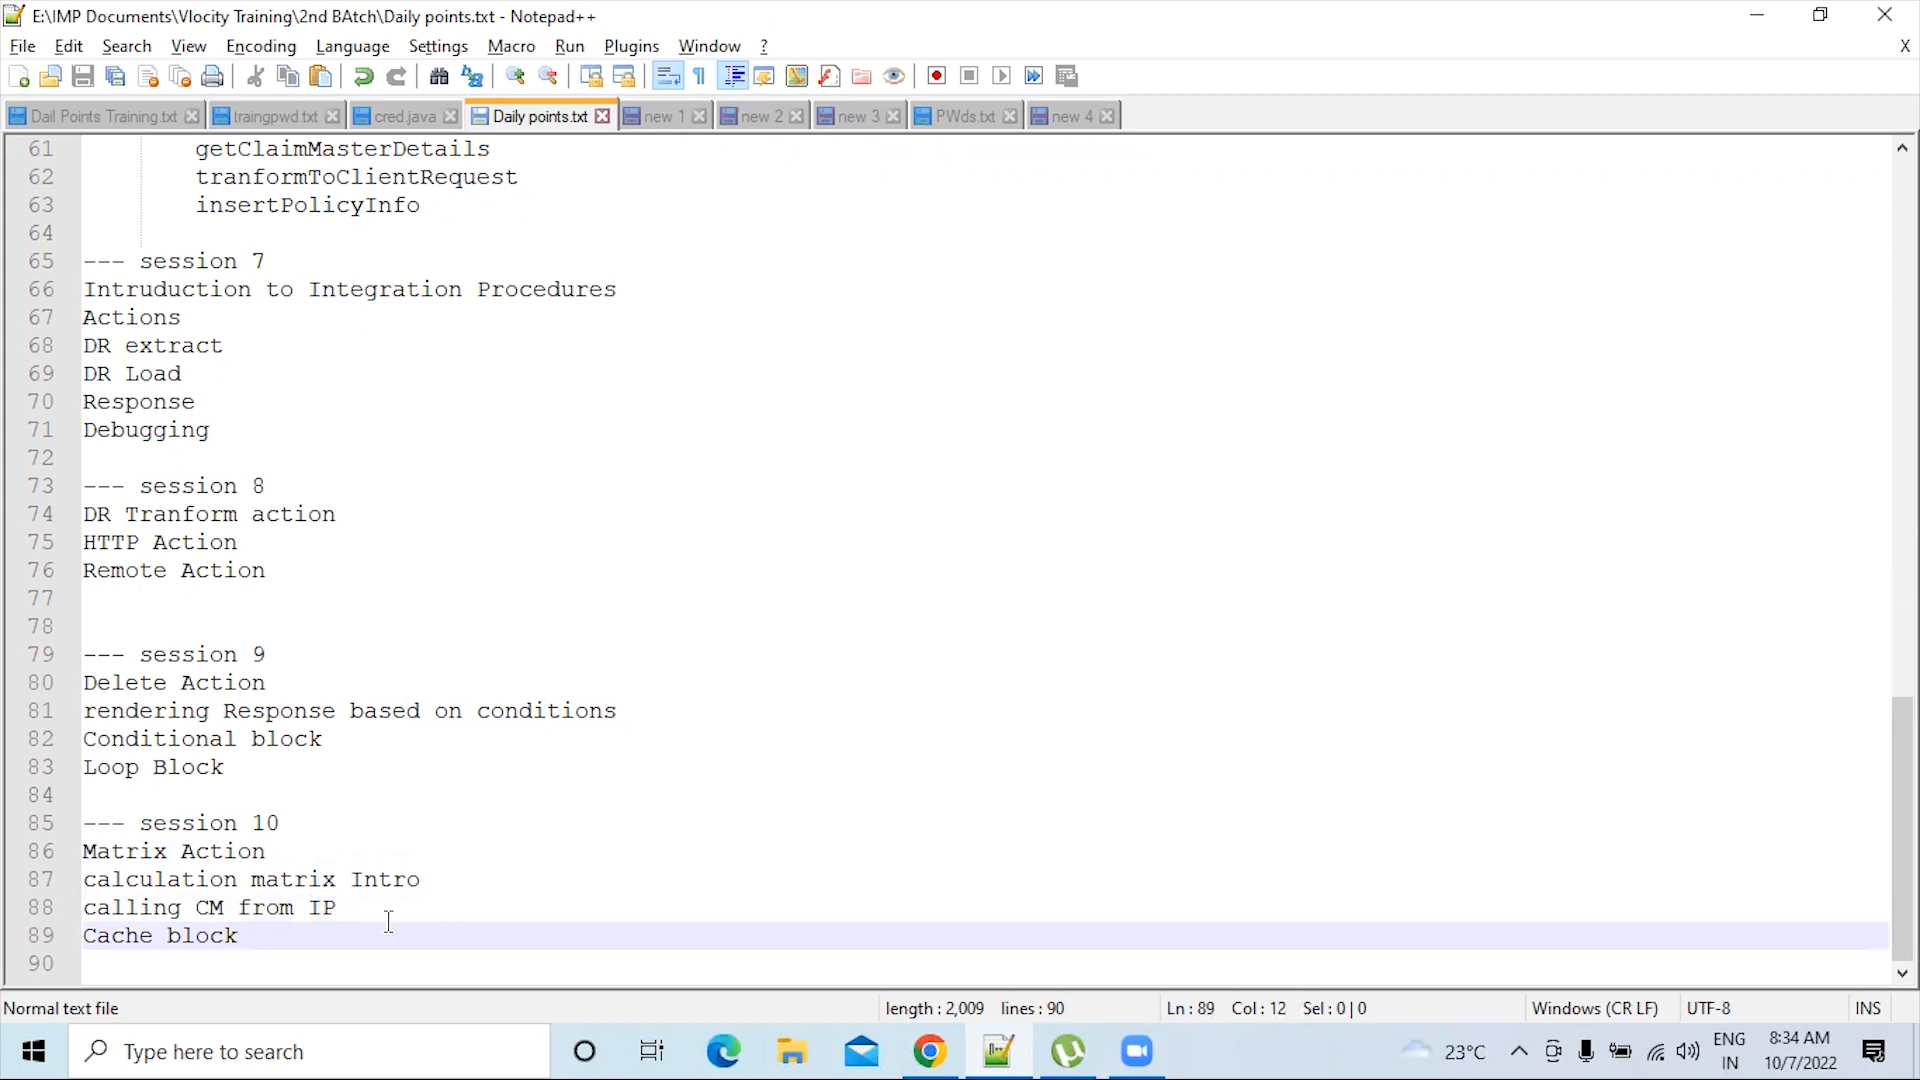 E:\IMP Documents\Vlocity Training\2nd BAtch\Daily points.txt - Notepad++
File Edit Search View Encoding Language Settings Macro Run Plugins Window ?
X
Dail Points Training.txt traingpwd.txt cred.java Daily points.txt new 1 new 2 new 3 PWds.txt new 4
61 getClaimMasterDetails
62 tranformToClientRequest
63 insertPolicyInfo
64
65 --- session 7
66 Intruduction to Integration Procedures
67 Actions
68 DR extract
69 DR Load
70 Response
71 Debugging
72
73 --- session 8
74 DR Tranform action
75 HTTP Action
76 Remote Action
77
78
79 --- session 9
80 Delete Action
81 rendering Response based on conditions
82 Conditional block
83 Loop Block
84
85 --- session 10
86 Matrix Action
87 calculation matrix Intro
88 calling CM from IP
89 Cache block
90
Normal text file length : 2,009 lines : 90 Ln : 89 Col : 12 Sel : 0 | 0 Windows (CR LF) UTF-8 INS
Type here to search 23°C ENG IN 8:34 AM 10/7/2022